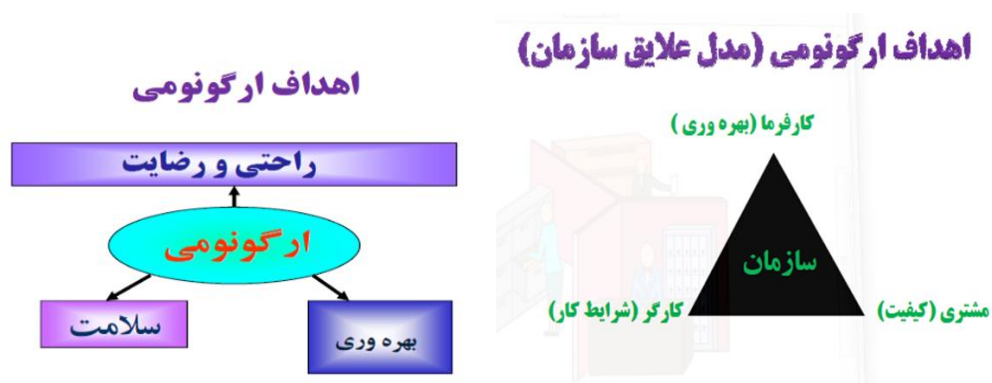 اهداف ارگونومی (مدل علایق سازمان)
کارفرما (بهره وری )
سازمان
مشتری (کیفیت)
کارگر (شرایط کار)
اهداف ارگونومی
راحتی و رضایت
ارگونومی
بهره وری
سلامت